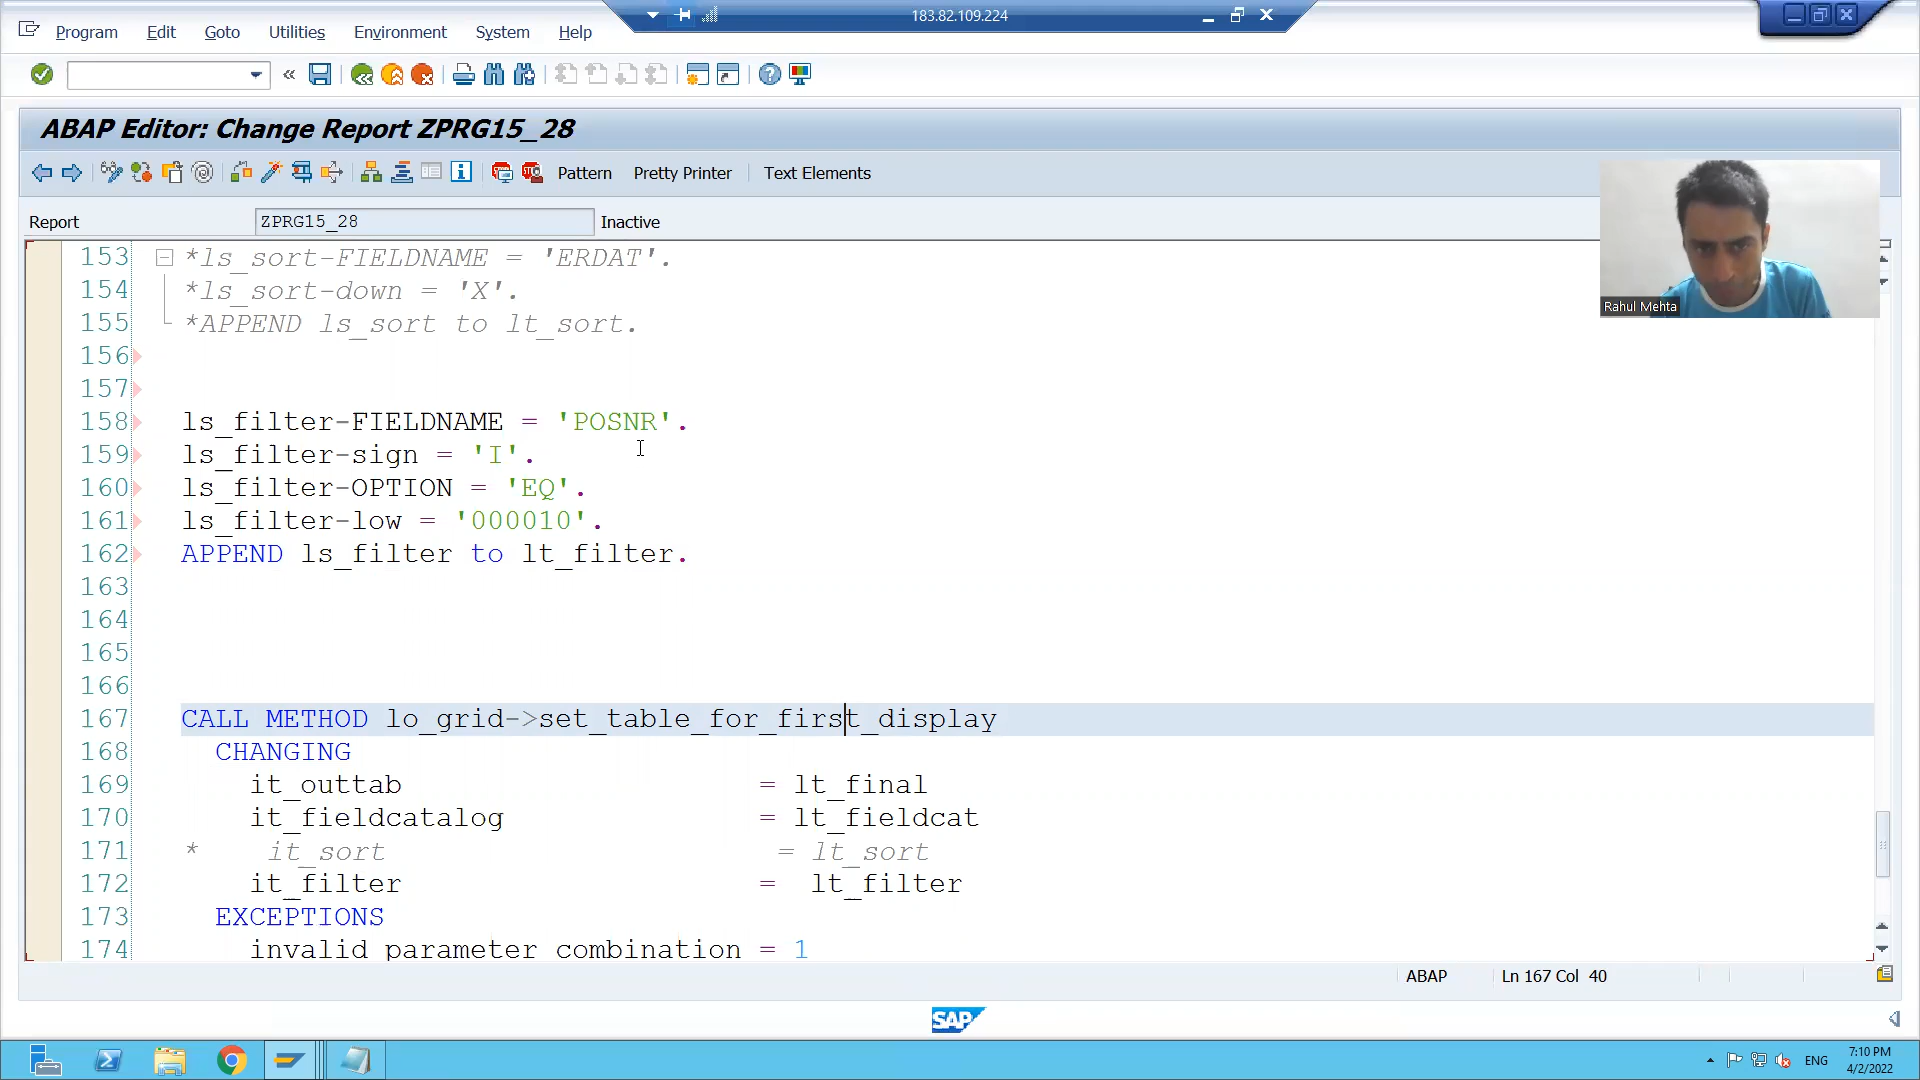 183.82.109.224
Program Edit Goto Utilities Environment System Help
ABAP Editor: Change Report ZPRG15_28
Pattern Pretty Printer Text Elements
Report ZPRG15_28 Inactive
Rahul Mehta
153 *ls_sort-FIELDNAME = 'ERDAT'.
154 *ls_sort-down = 'X'.
155 *APPEND ls_sort to lt_sort.
156
157
158 ls_filter-FIELDNAME = 'POSNR'.
159 ls_filter-sign = 'I'.
160 ls_filter-OPTION = 'EQ'.
161 ls_filter-low = '000010'.
162 APPEND ls_filter to lt_filter.
163
164
165
166
167 CALL METHOD lo_grid->set_table_for_first_display
168 CHANGING
169 it_outtab = lt_final
170 it_fieldcatalog = lt_fieldcat
171 * it_sort = lt_sort
172 it_filter = lt_filter
173 EXCEPTIONS
174 invalid_parameter_combination = 1
ABAP Ln 167 Col 40
SAP
ENG
7:10 PM
4/2/2022